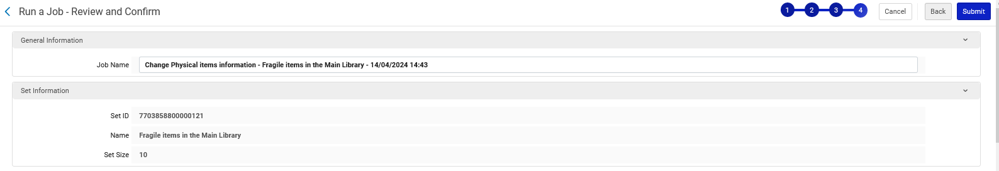 Run a Job - Review and Confirm
1 2 3 4
Cancel Back Submit
General Information
Job Name Change Physical items information - Fragile items in the Main Library - 14/04/2024 14:43
Set Information
Set ID 7703858800000121
Name Fragile items in the Main Library
Set Size 10